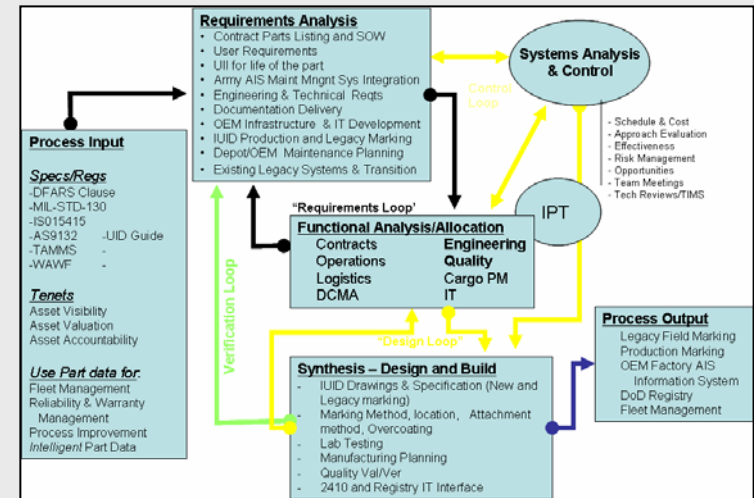 Requirements Analysis
• Contract Parts Listing and SOW
• User Requirements
• UII for life of the part
• Army AIS Maint Mngnt Sys Integration
• Engineering & Technical Reqts
• Documentation Delivery
• OEM Infrastructure & IT Development
• IUID Production and Legacy Marking
• Depot/OEM Maintenance Planning
• Existing Legacy Systems & Transition
Systems Analysis
& Control
Control
Loop
- Schedule & Cost
- Approach Evaluation
- Effectiveness
- Risk Management
- Opportunities
- Team Meetings
- Tech Reviews/TIMS
IPT
Process Input
Specs/Regs
-DFARS Clause
-MIL-STD-130
-ISO15415
-AS9132 -UID Guide
-TAMMS -
-WAWF -
Tenets
Asset Visibility
Asset Valuation
Asset Accountability
Use Part data for:
Fleet Management
Reliability & Warranty
Management
Process Improvement
Intelligent Part Data
"Requirements Loop'
Functional Analysis/Allocation
Contracts Engineering
Operations Quality
Logistics Cargo PM
DCMA IT
Verification Loop
"Design Loop"
Synthesis – Design and Build
- IUID Drawings & Specification (New and
Legacy marking)
- Marking Method, location, Attachment
method, Overcoating
- Lab Testing
- Manufacturing Planning
- Quality Val/Ver
- 2410 and Registry IT Interface
Process Output
Legacy Field Marking
Production Marking
OEM Factory AIS
Information System
DoD Registry
Fleet Management